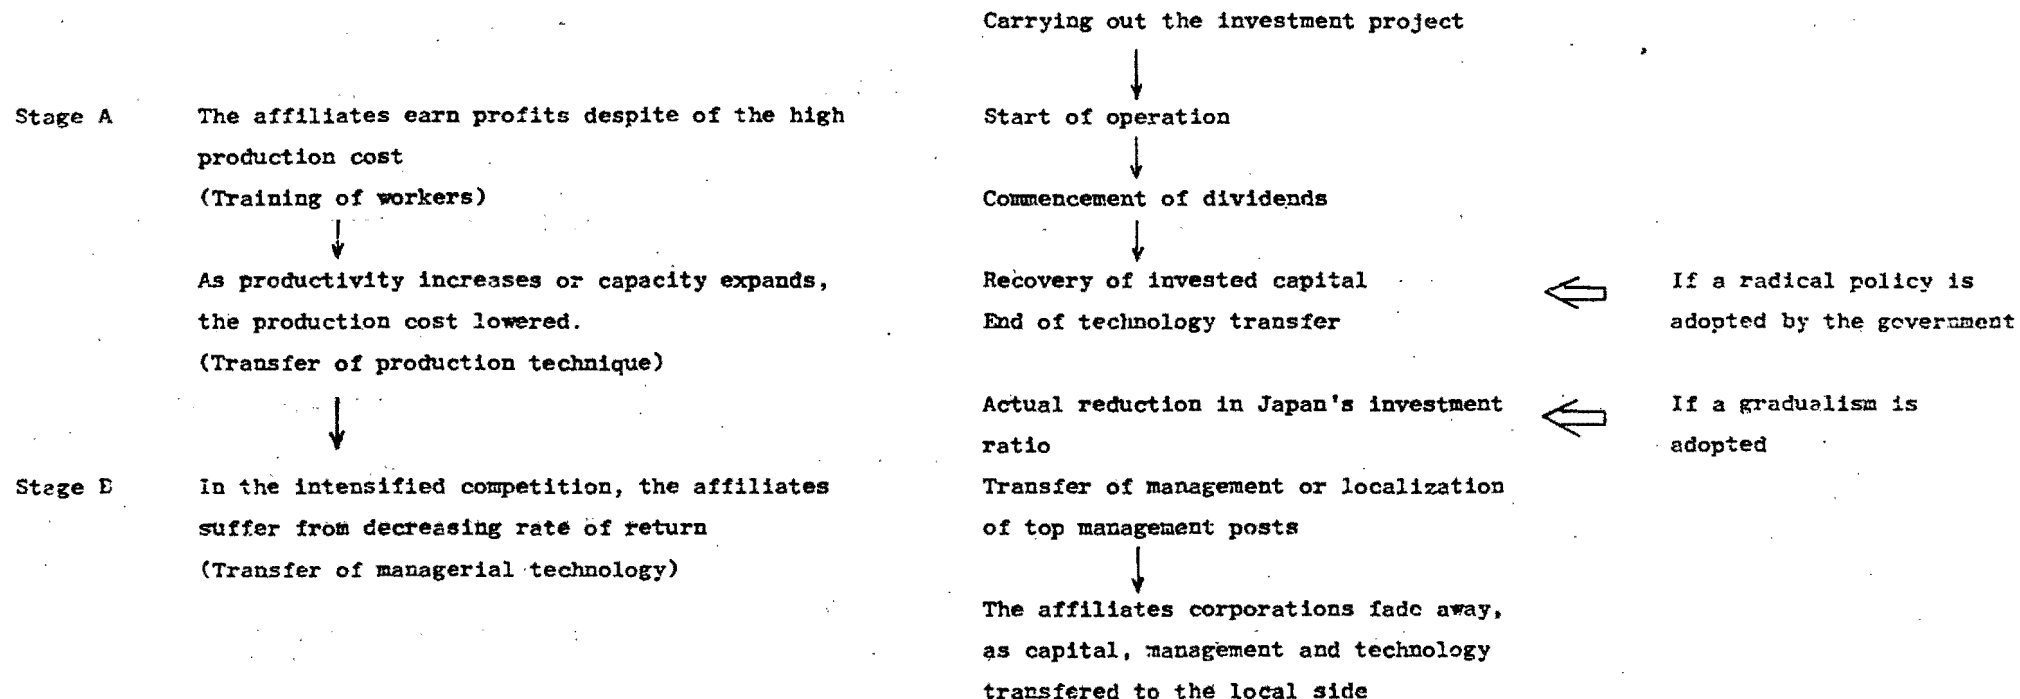 Carrying out the investment project
Stage A
The affiliates earn profits despite of the high
production cost
(Training of workers)
Start of operation
Commencement of dividends
As productivity increases or capacity expands,
the production cost lowered.
(Transfer of production technique)
Recovery of invested capital
End of technology transfer
If a radical policy is
adopted by the government
Actual reduction in Japan's investment
ratio
If a gradualism is
adopted
Stage B
In the intensified competition, the affiliates
suffer from decreasing rate of return
(Transfer of managerial technology)
Transfer of management or localization
of top management posts
The affiliates corporations fade away,
as capital, management and technology
transfered to the local side